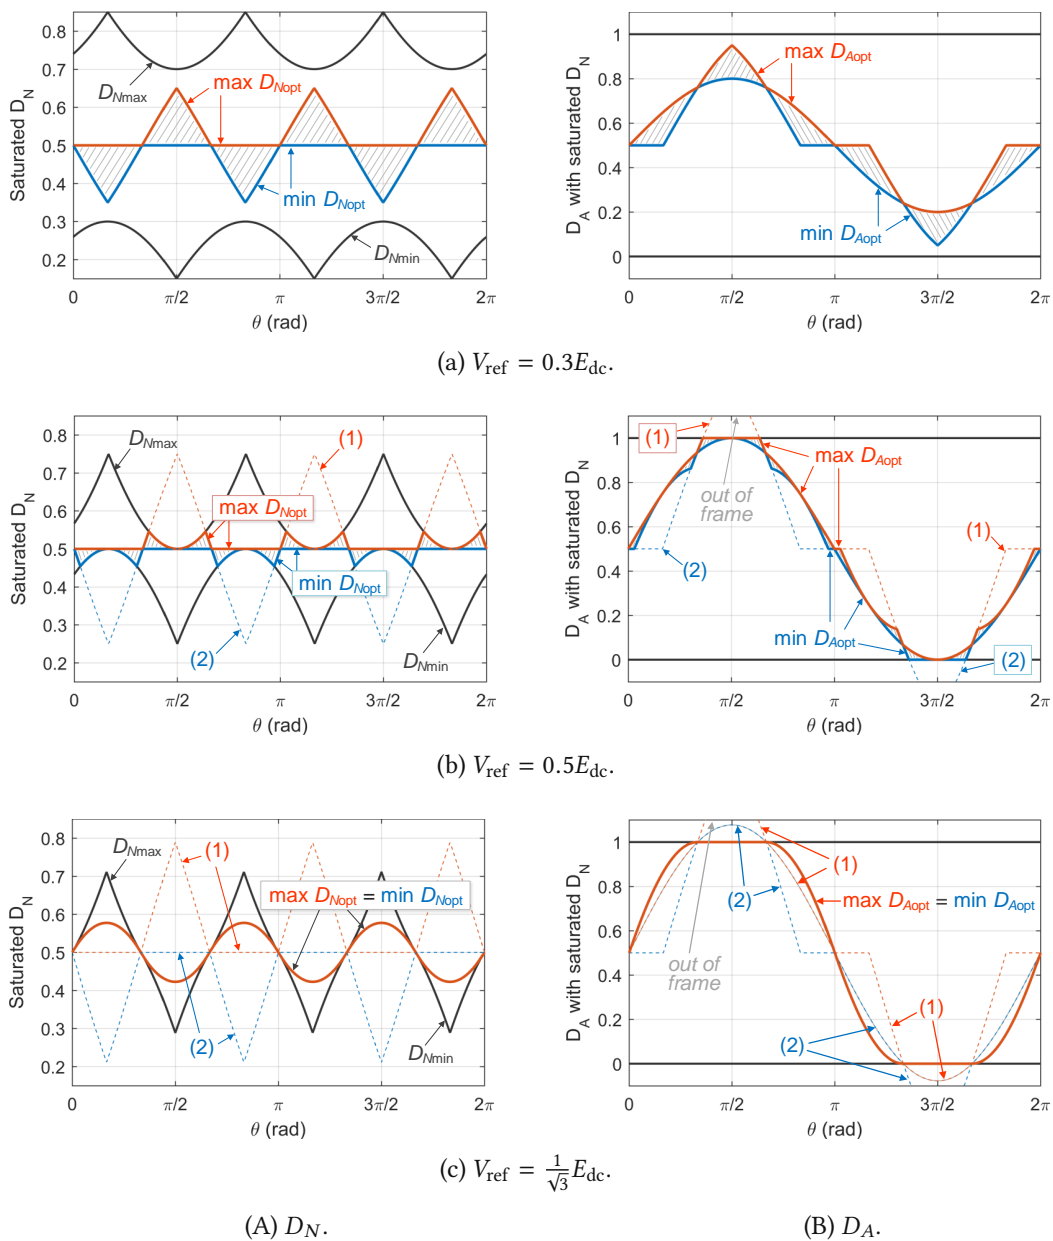 0.8
0.7
0.6
0.5
0.4
0.3
0.2
Saturated D_N
D_Nmax
max D_Nopt
min D_Nopt
D_Nmin
0 π/2 π 3π/2 2π
θ (rad)
1
0.8
0.6
0.4
0.2
0
D_A with saturated D_N
max D_Aopt
min D_Aopt
0 π/2 π 3π/2 2π
θ (rad)
(a) V_ref = 0.3E_dc.
0.8
0.7
0.6
0.5
0.4
0.3
0.2
Saturated D_N
D_Nmax
(1)
max D_Nopt
min D_Nopt
(2)
D_Nmin
0 π/2 π 3π/2 2π
θ (rad)
1
0.8
0.6
0.4
0.2
0
D_A with saturated D_N
(1)
max D_Aopt
out of
frame
(1)
(2)
min D_Aopt
(2)
0 π/2 π 3π/2 2π
θ (rad)
(b) V_ref = 0.5E_dc.
0.8
0.7
0.6
0.5
0.4
0.3
0.2
Saturated D_N
D_Nmax
(1)
max D_Nopt = min D_Nopt
(2)
D_Nmin
0 π/2 π 3π/2 2π
θ (rad)
1
0.8
0.6
0.4
0.2
0
D_A with saturated D_N
(1)
(2)
max D_Aopt = min D_Aopt
out of
frame
(1)
(2)
0 π/2 π 3π/2 2π
θ (rad)
(c) V_ref = 1/√3 E_dc.
(A) D_N.
(B) D_A.